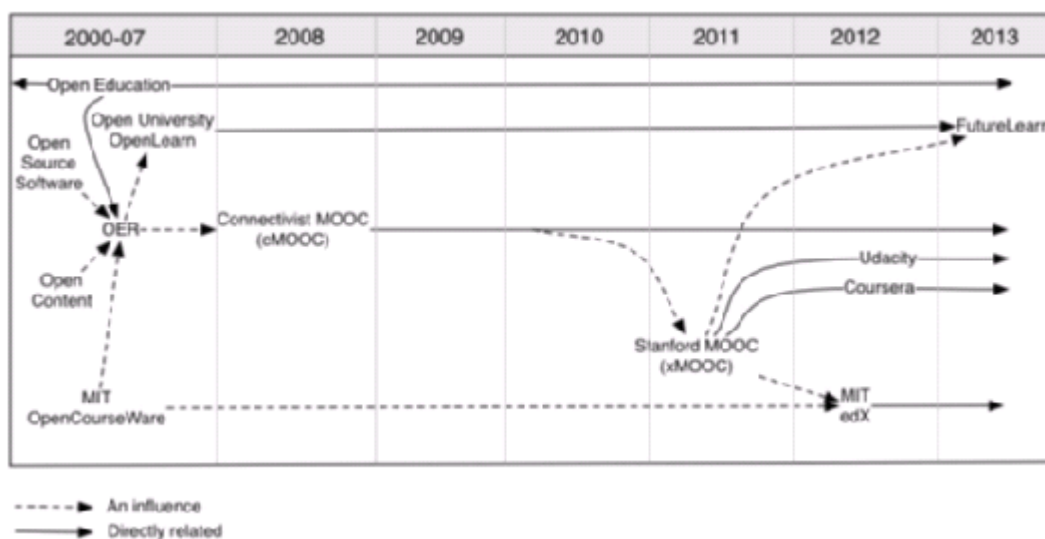 2000-07 2008 2009 2010 2011 2012 2013
Open Education
Open University
OpenLearn
FutureLearn
Open
Source
Software
OER
Connectivist MOOC
(cMOOC)
Udacity
Open
Content
Coursera
Stanford MOOC
(xMOOC)
MIT
OpenCourseWare
MIT
edX
An influence
Directly related